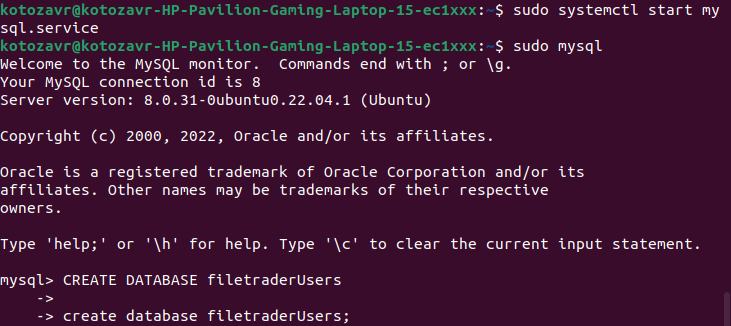 kotozavr@kotozavr-HP-Pavilion-Gaming-Laptop-15-ec1xxx:~$ sudo systemctl start my
sql.service
kotozavr@kotozavr-HP-Pavilion-Gaming-Laptop-15-ec1xxx:~$ sudo mysql
Welcome to the MySQL monitor.  Commands end with ; or \g.
Your MySQL connection id is 8
Server version: 8.0.31-0ubuntu0.22.04.1 (Ubuntu)

Copyright (c) 2000, 2022, Oracle and/or its affiliates.

Oracle is a registered trademark of Oracle Corporation and/or its
affiliates. Other names may be trademarks of their respective
owners.

Type 'help;' or '\h' for help. Type '\c' to clear the current input statement.

mysql> CREATE DATABASE filetraderUsers
    ->
    -> create database filetraderUsers;